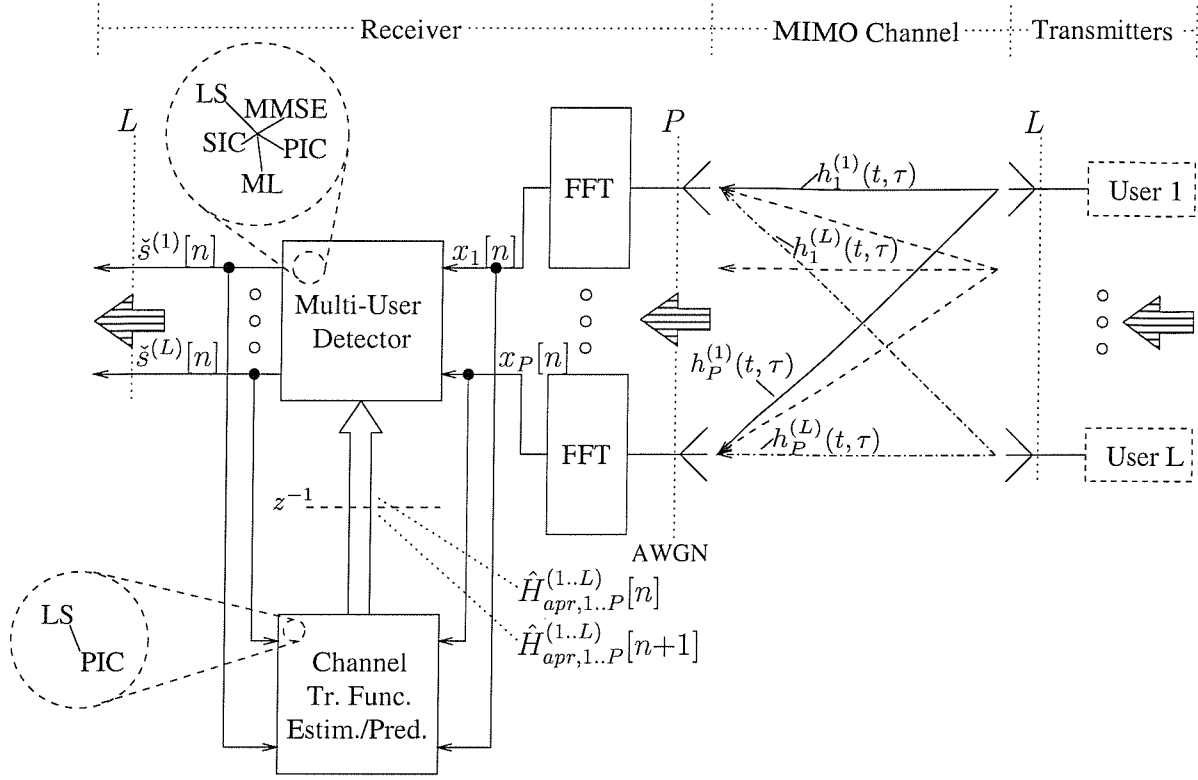 Receiver
MIMO Channel
Transmitters
LS
MMSE
SIC
PIC
ML
L
P
L
FFT
h_1^{(1)}(t, τ)
User 1
š^{(1)}[n]
x_1[n]
h_1^{(L)}(t, τ)
Multi-User
Detector
š^{(L)}[n]
x_P[n]
h_P^{(1)}(t, τ)
FFT
h_P^{(L)}(t, τ)
User L
z^{-1}
AWGN
Ĥ_{apr,1..P}^{(1..L)}[n]
Ĥ_{apr,1..P}^{(1..L)}[n+1]
LS
PIC
Channel
Tr. Func.
Estim./Pred.